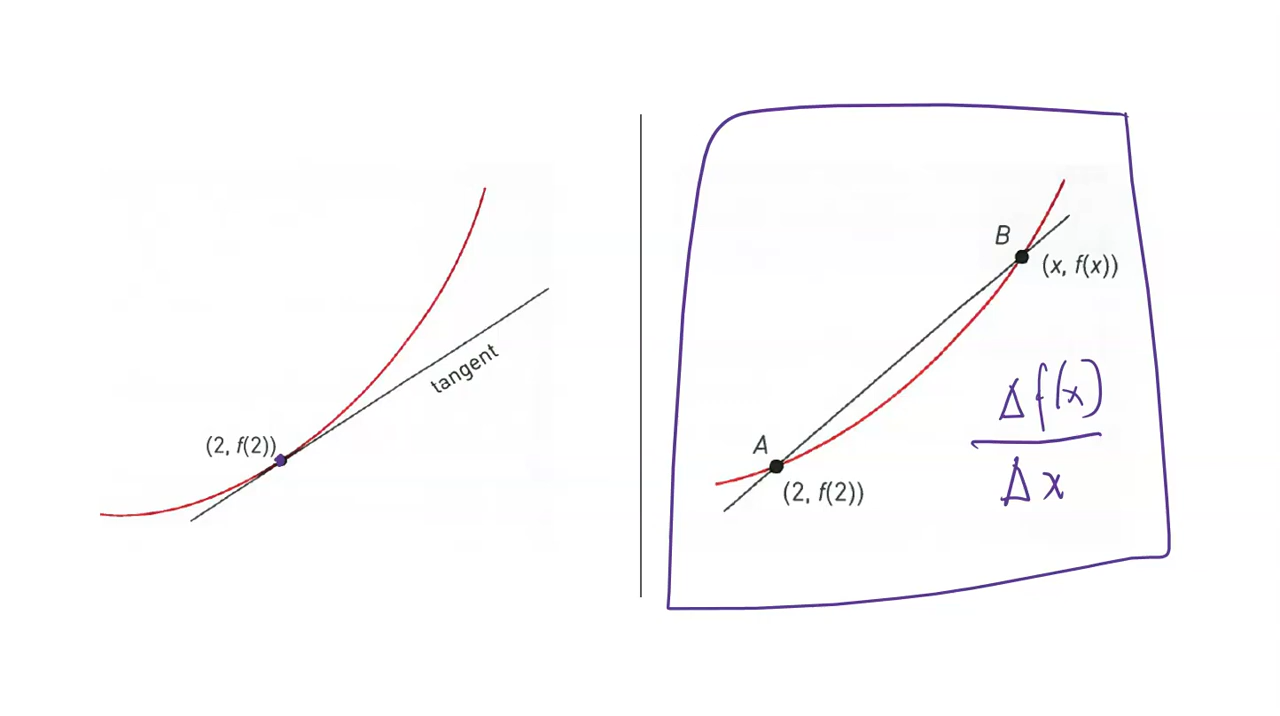 (2, f(2))
tangent
B
(x, f(x))
A
(2, f(2))
Δf(x)
Δx